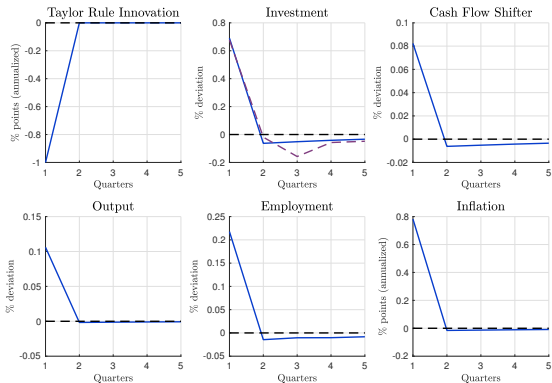 Taylor Rule Innovation
% points (annualized)
0
-0.2
-0.4
-0.6
-0.8
-1
1 2 3 4 5
Quarters
Investment
% deviation
0.8
0.6
0.4
0.2
0
-0.2
1 2 3 4 5
Quarters
Cash Flow Shifter
% deviation
0.1
0.08
0.06
0.04
0.02
0
-0.02
1 2 3 4 5
Quarters
Output
% deviation
0.15
0.1
0.05
0
-0.05
1 2 3 4 5
Quarters
Employment
% deviation
0.25
0.2
0.15
0.1
0.05
0
-0.05
1 2 3 4 5
Quarters
Inflation
% points (annualized)
0.8
0.6
0.4
0.2
0
-0.2
1 2 3 4 5
Quarters